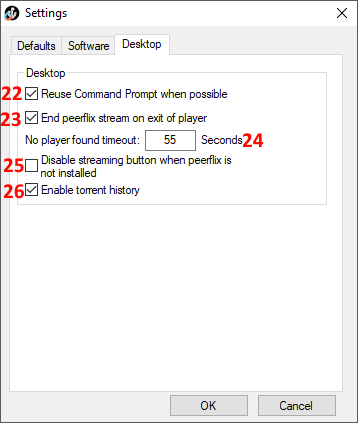 Settings
Defaults Software Desktop
Desktop
22 Reuse Command Prompt when possible
23 End peerflix stream on exit of player
No player found timeout: 55 Seconds 24
25 Disable streaming button when peerflix is
not installed
26 Enable torrent history
OK Cancel